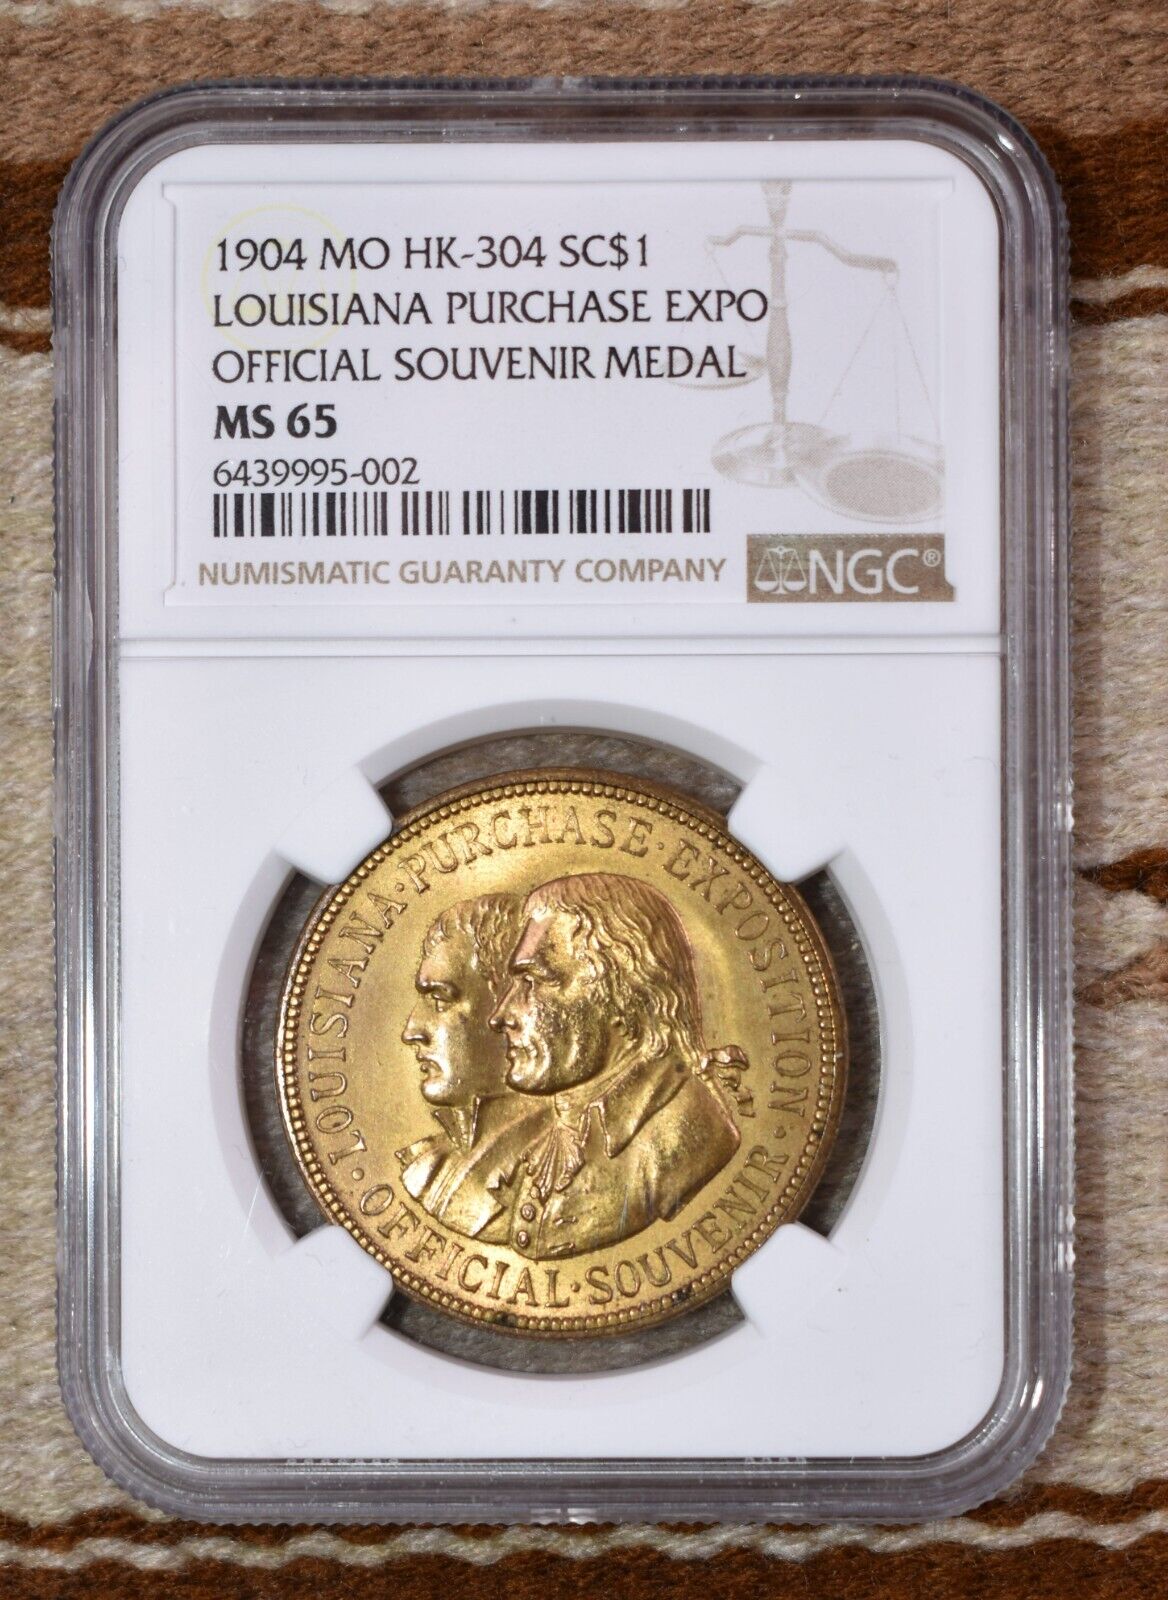 1904 MO HK-304 SC$1
LOUISIANA PURCHASE EXPO
OFFICIAL SOUVENIR MEDAL
MS 65
6439995-002
NUMISMATIC GUARANTY COMPANY
NGC®
· LOUISIANA · PURCHASE · EXPOSITION ·
OFFICIAL · SOUVENIR